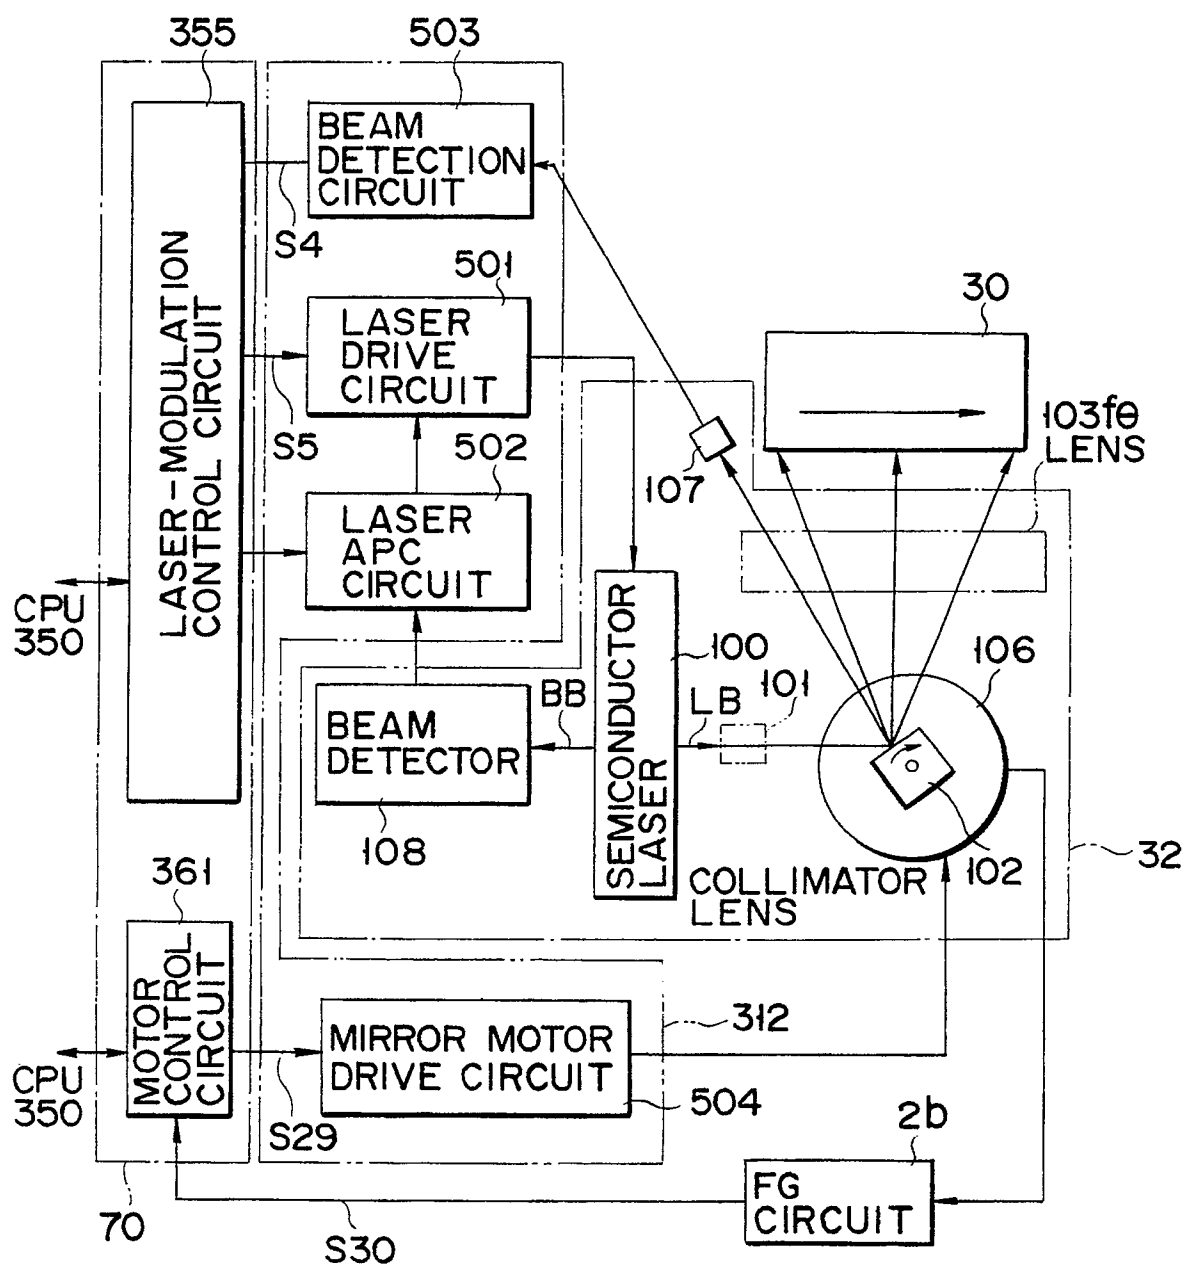 355
503
BEAM
DETECTION
CIRCUIT
S4
501
LASER
DRIVE
CIRCUIT
S5
502
LASER
APC
CIRCUIT
LASER-MODULATION
CONTROL CIRCUIT
CPU
350
30
103fθ
LENS
107
SEMICONDUCTOR
LASER
100
101
106
BB
LB
BEAM
DETECTOR
108
102
32
COLLIMATOR
LENS
361
MOTOR
CONTROL
CIRCUIT
CPU
350
S29
MIRROR MOTOR
DRIVE CIRCUIT
312
504
2b
FG
CIRCUIT
70
S30